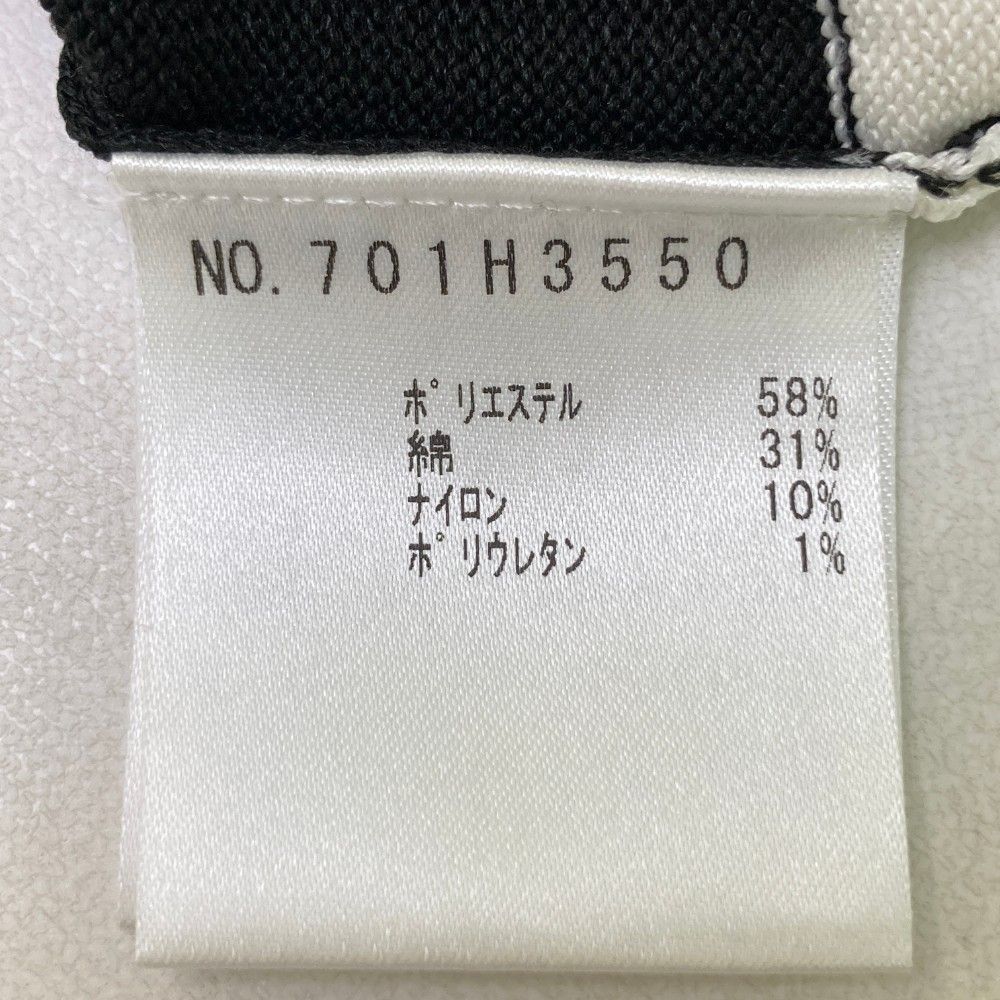 NO.701H3550
ポリエステル 58%
綿 31%
ナイロン 10%
ポリウレタン 1%